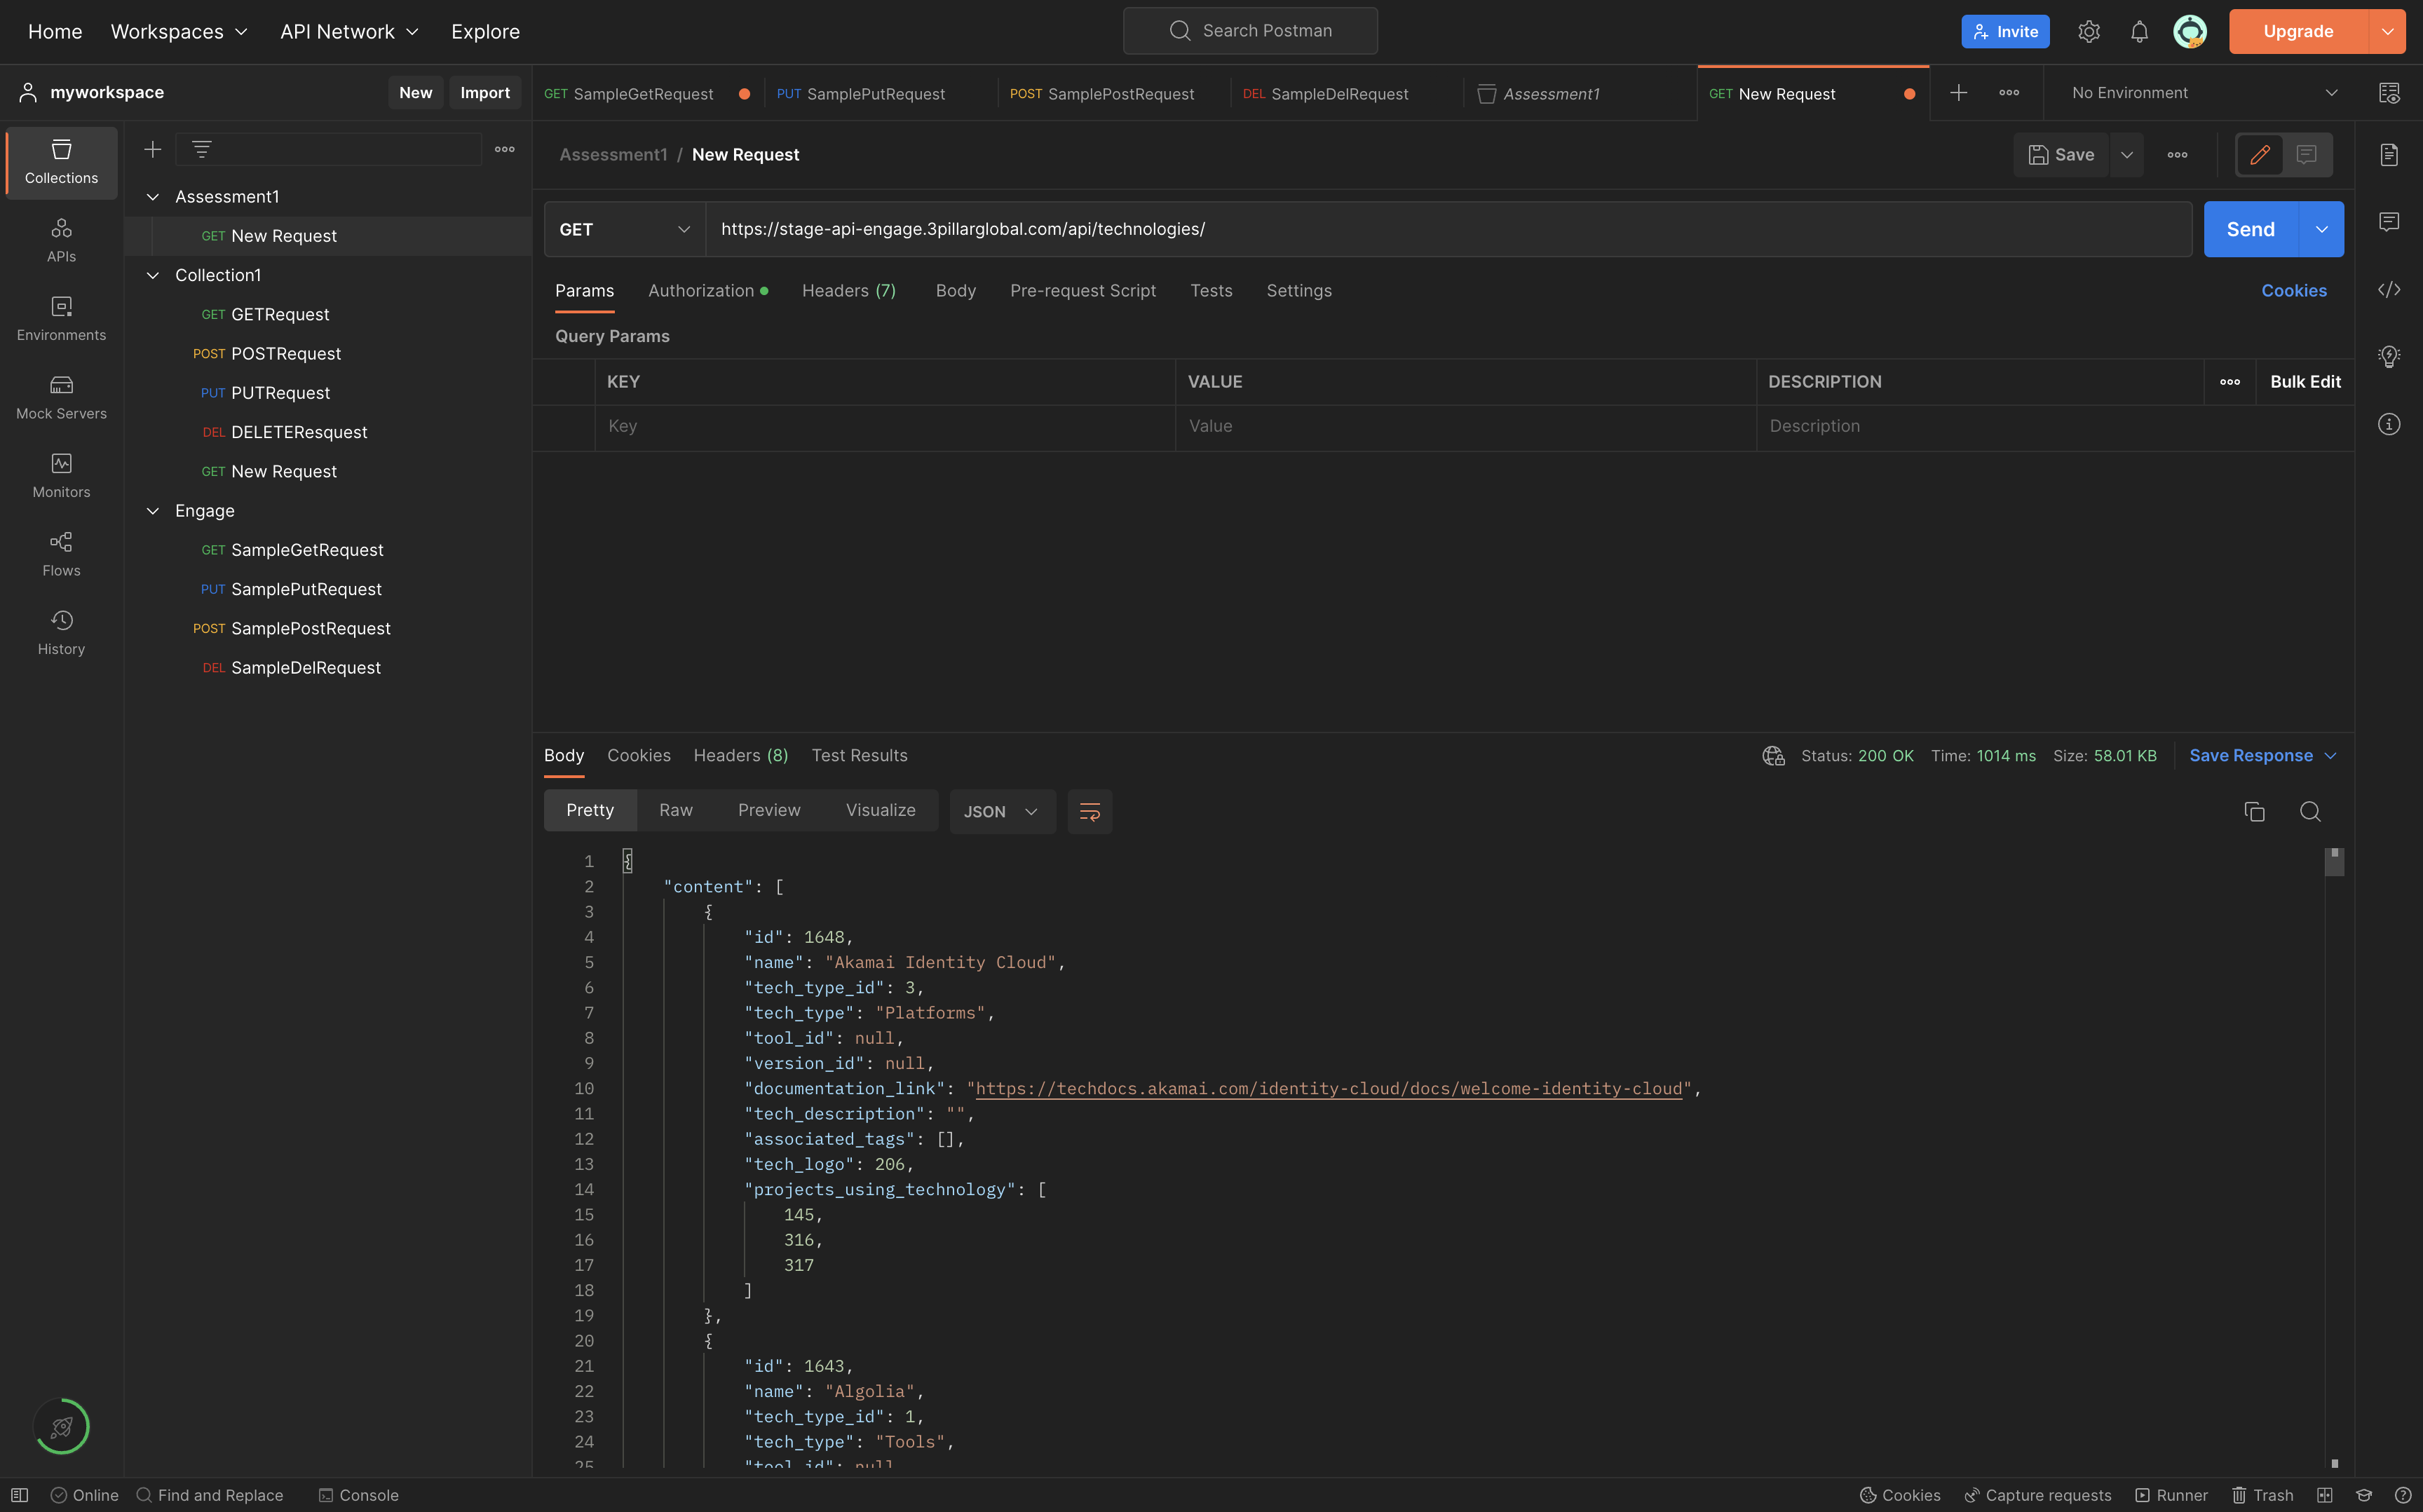 Home Workspaces API Network Explore Search Postman Invite Upgrade
myworkspace New Import GET SampleGetRequest PUT SamplePutRequest POST SamplePostRequest DEL SampleDelRequest Assessment1 GET New Request No Environment
Collections
APIs
Environments
Mock Servers
Monitors
Flows
History
Assessment1
GET New Request
Collection1
GET GETRequest
POST POSTRequest
PUT PUTRequest
DEL DELETEResquest
GET New Request
Engage
GET SampleGetRequest
PUT SamplePutRequest
POST SamplePostRequest
DEL SampleDelRequest
Assessment1 / New Request Save
GET https://stage-api-engage.3pillarglobal.com/api/technologies/ Send
Params Authorization Headers (7) Body Pre-request Script Tests Settings Cookies
Query Params
KEY VALUE DESCRIPTION Bulk Edit
Key Value Description
Body Cookies Headers (8) Test Results Status: 200 OK Time: 1014 ms Size: 58.01 KB Save Response
Pretty Raw Preview Visualize JSON
1 {
2 "content": [
3 {
4 "id": 1648,
5 "name": "Akamai Identity Cloud",
6 "tech_type_id": 3,
7 "tech_type": "Platforms",
8 "tool_id": null,
9 "version_id": null,
10 "documentation_link": "https://techdocs.akamai.com/identity-cloud/docs/welcome-identity-cloud",
11 "tech_description": "",
12 "associated_tags": [],
13 "tech_logo": 206,
14 "projects_using_technology": [
15 145,
16 316,
17 317
18 ]
19 },
20 {
21 "id": 1643,
22 "name": "Algolia",
23 "tech_type_id": 1,
24 "tech_type": "Tools",
25 "tool_id": null
Online Find and Replace Console Cookies Capture requests Runner Trash